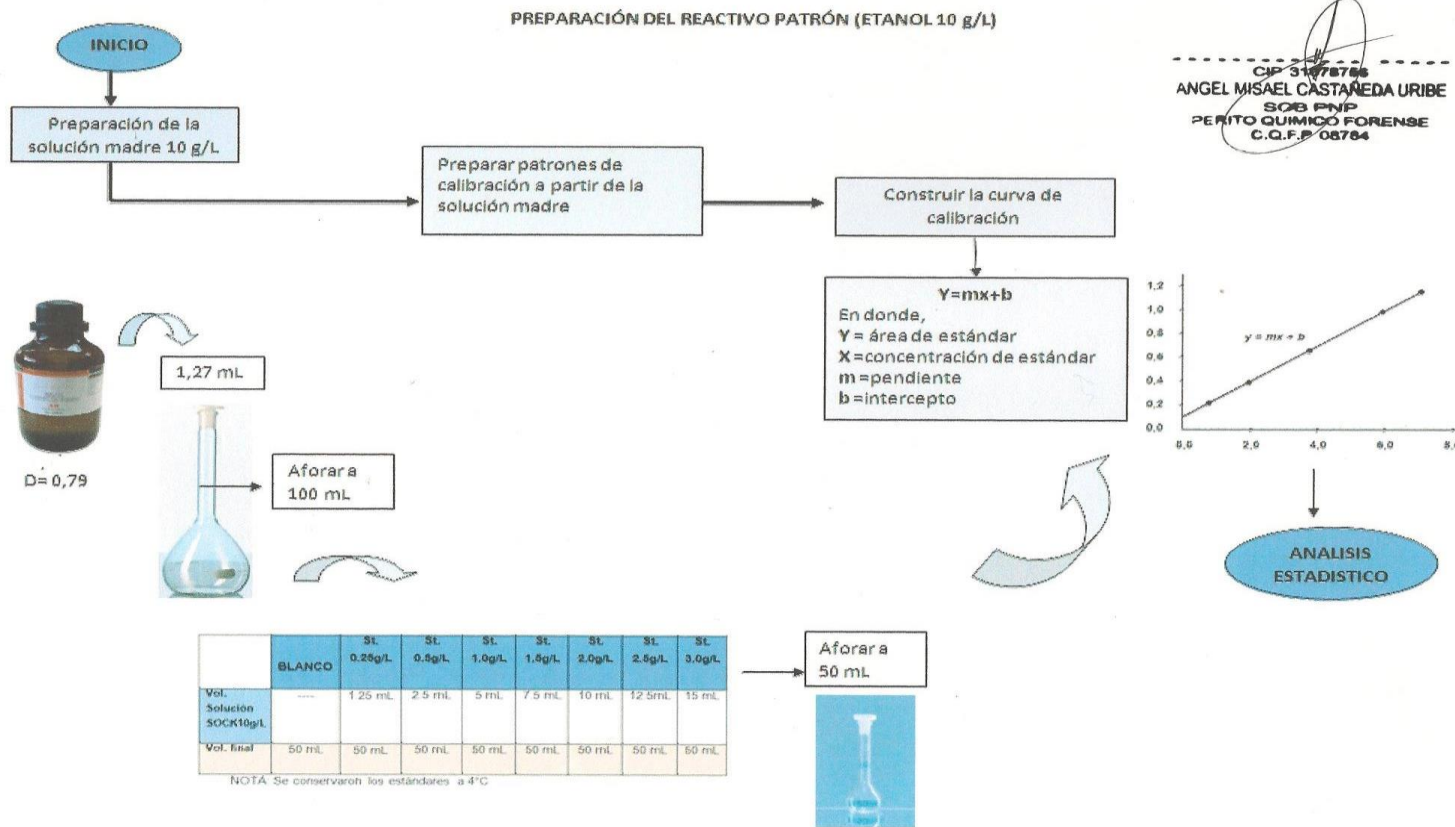 PREPARACIÓN DEL REACTIVO PATRÓN (ETANOL 10 g/L)
INICIO
CIP
ANGEL MISAEL CASTAÑEDA URIBE
SOB PNP
PERITO QUIMICO FORENSE
C.Q.F.P 08784
Preparación de la
solución madre 10 g/L
Preparar patrones de
calibración a partir de la
solución madre
Construir la curva de
calibración
Y=mx+b
En donde,
Y = área de estándar
X =concentración de estándar
m =pendiente
b =intercepto
1,2
1,0
0,8
0,6
0,4
0,2
0,0
y = mx + b
0,0 2,0 4,0 6,0 8,0
1,27 mL
D= 0,79
Aforar a
100 mL
ANALISIS
ESTADISTICO
BLANCO St. 0.25g/L St. 0.5g/L St. 1.0g/L St. 1.5g/L St. 2.0g/L St. 2.5g/L St. 3.0g/L
Vol. Solución SOCK10g/L ---- 1.25 mL 2.5 mL 5 mL 7.5 mL 10 mL 12.5mL 15 mL
Vol. final 50 mL 50 mL 50 mL 50 mL 50 mL 50 mL 50 mL 50 mL
NOTA: Se conservaron los estándares a 4°C
Aforar a
50 mL